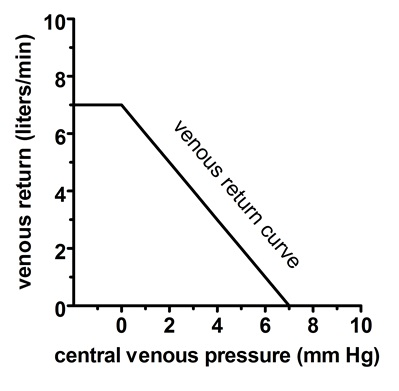 10
8
6
4
2
0
venous return (liters/min)
venous return curve
0 2 4 6 8 10
central venous pressure (mm Hg)